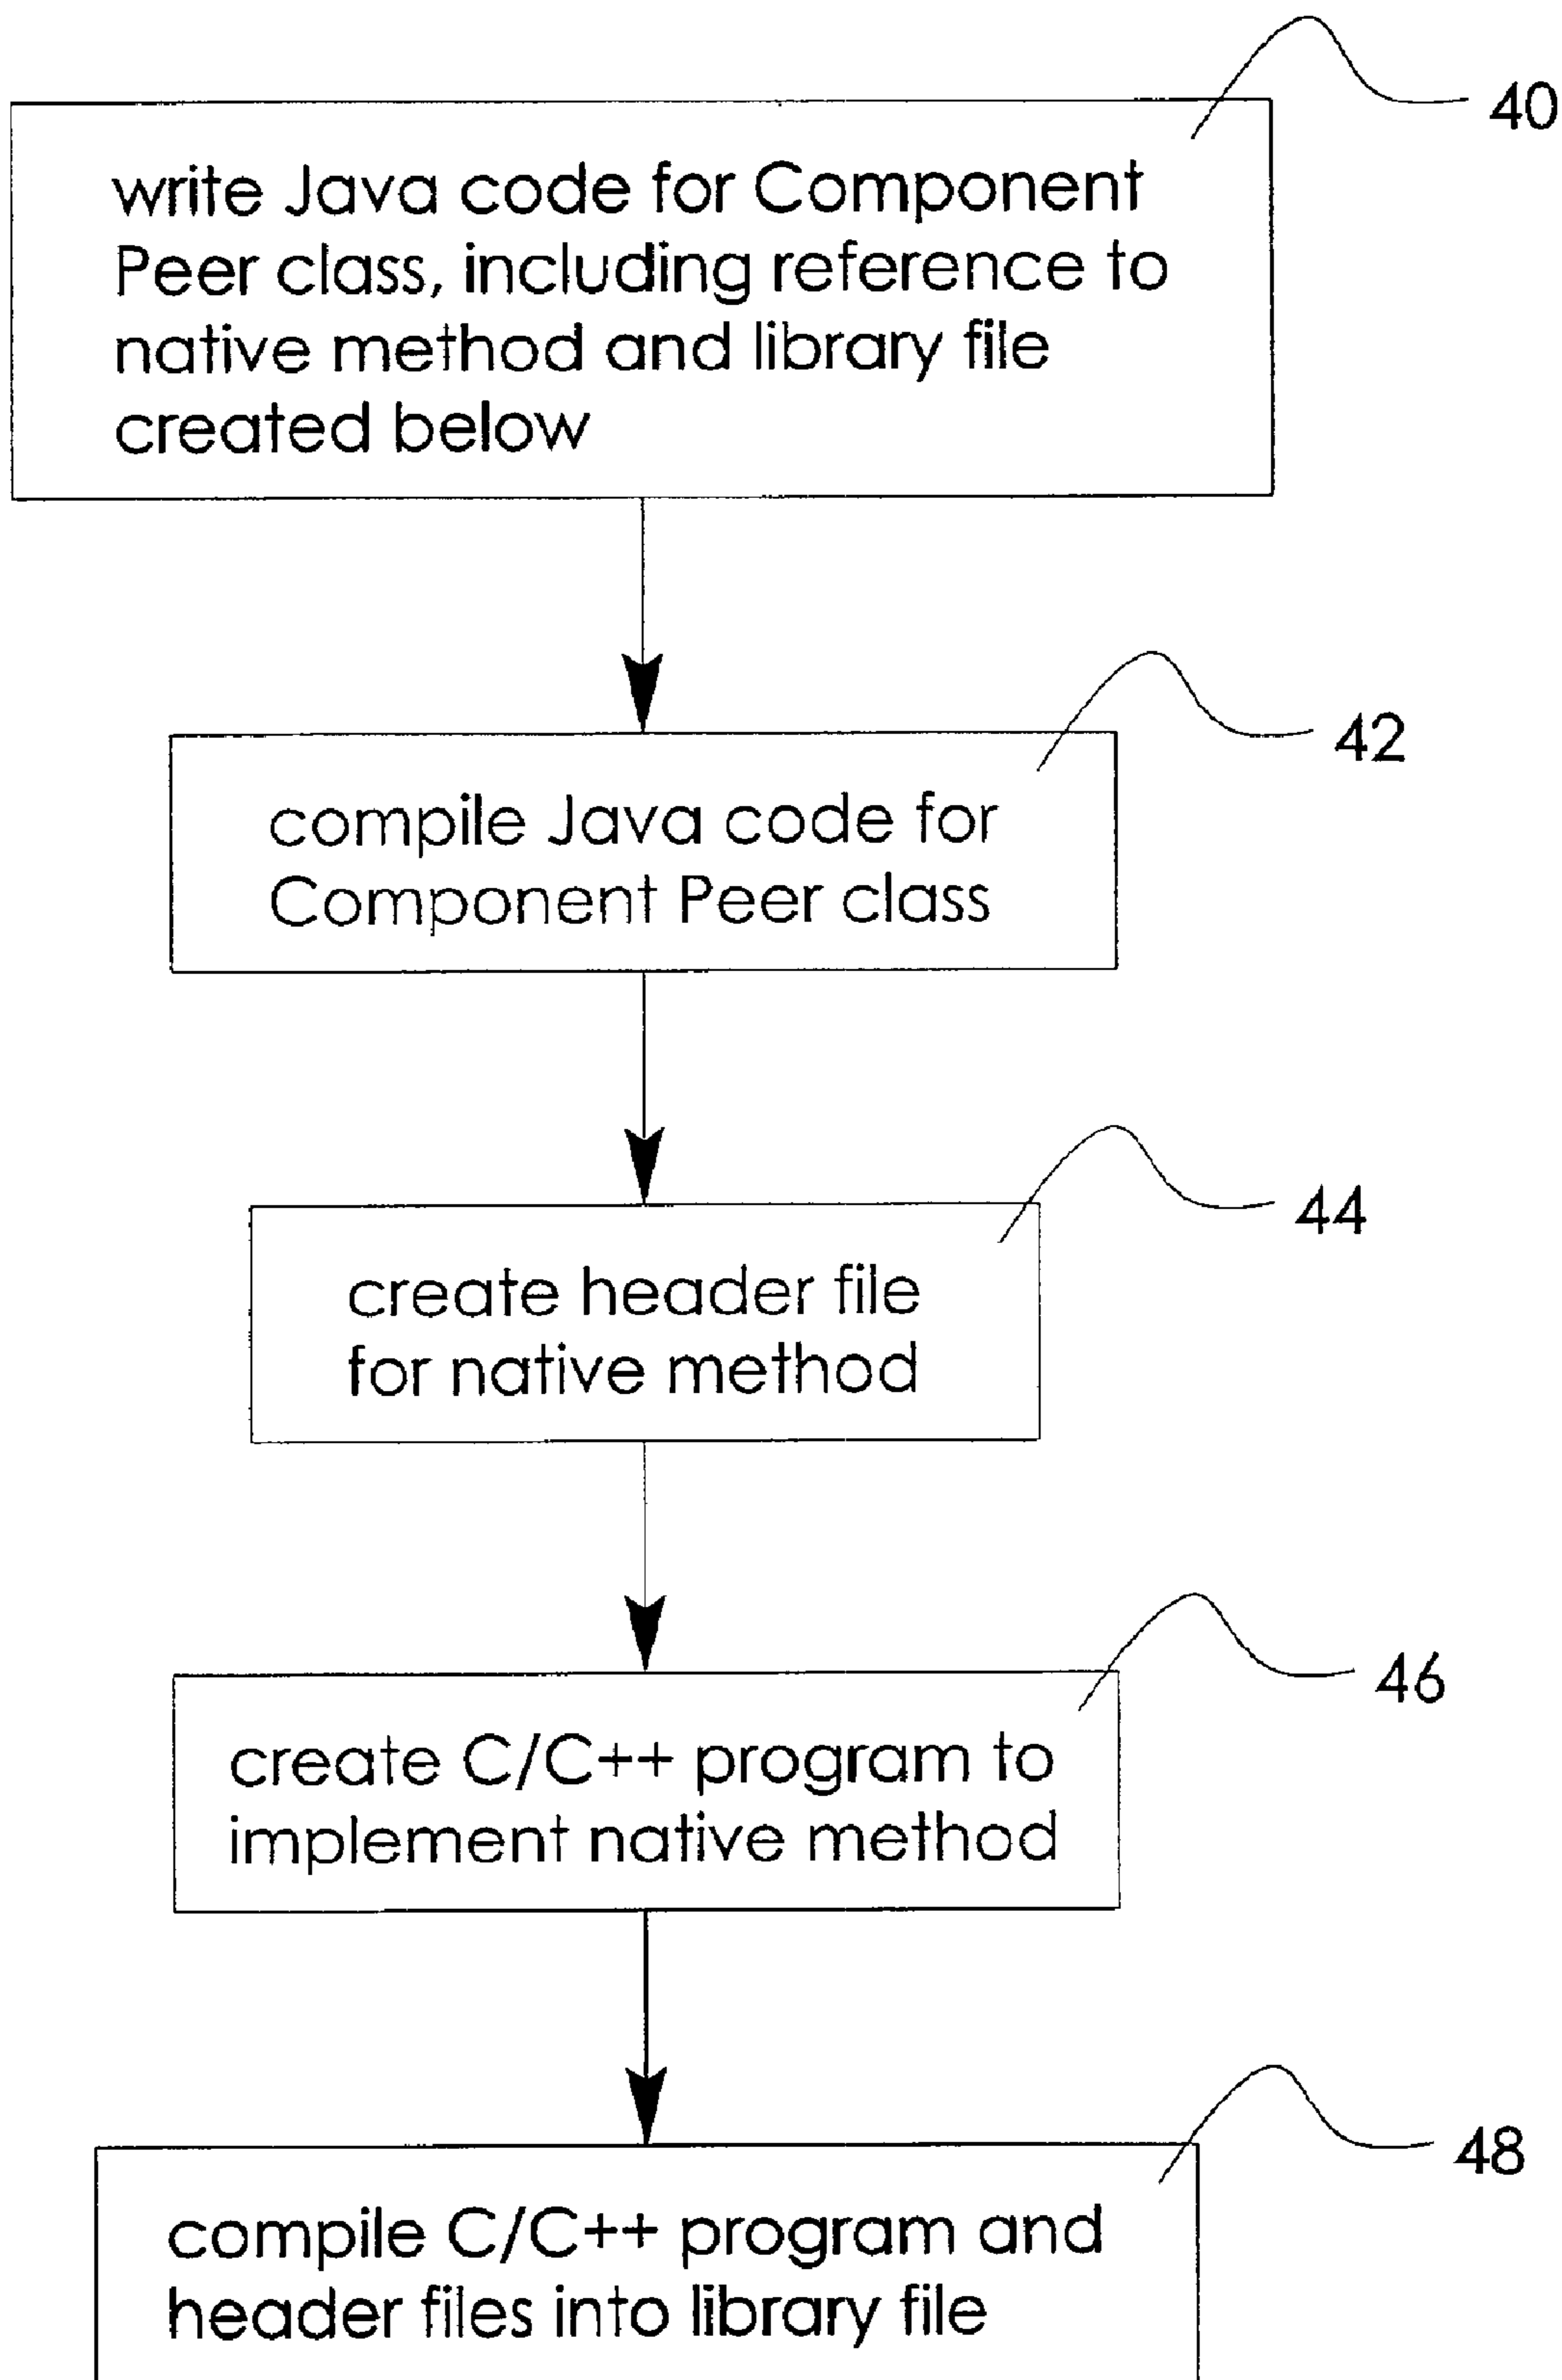 40
write Java code for Component
Peer class, including reference to
native method and library file
created below
42
compile Java code for
Component Peer class
44
create header file
for native method
46
create C/C++ program to
implement native method
48
compile C/C++ program and
header files into library file